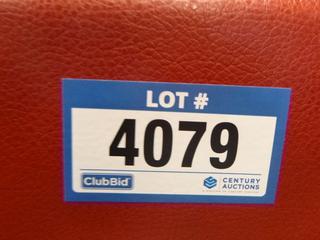 LOT #
4079
ClubBid
CENTURY
AUCTIONS